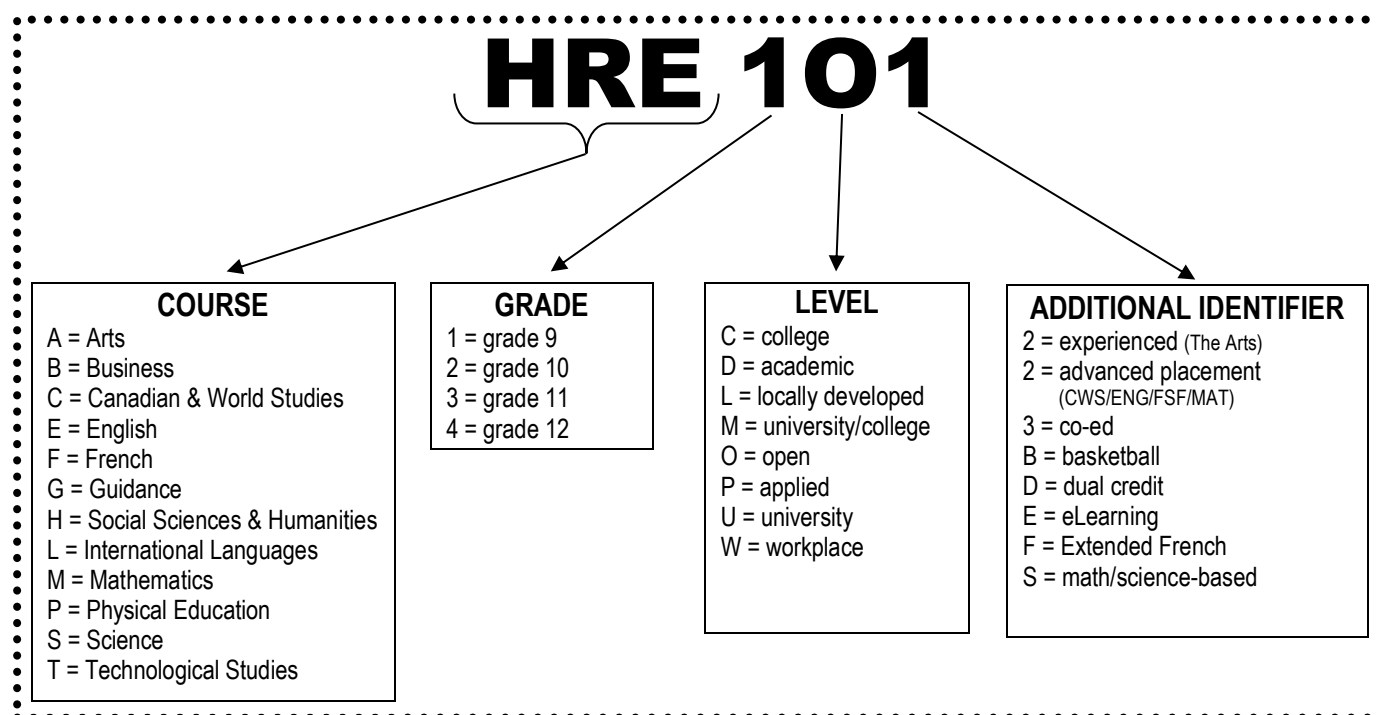 HRE 1O1
COURSE
A = Arts
B = Business
C = Canadian & World Studies
E = English
F = French
G = Guidance
H = Social Sciences & Humanities
L = International Languages
M = Mathematics
P = Physical Education
S = Science
T = Technological Studies
GRADE
1 = grade 9
2 = grade 10
3 = grade 11
4 = grade 12
LEVEL
C = college
D = academic
L = locally developed
M = university/college
O = open
P = applied
U = university
W = workplace
ADDITIONAL IDENTIFIER
2 = experienced (The Arts)
2 = advanced placement
(CWS/ENG/FSF/MAT)
3 = co-ed
B = basketball
D = dual credit
E = eLearning
F = Extended French
S = math/science-based